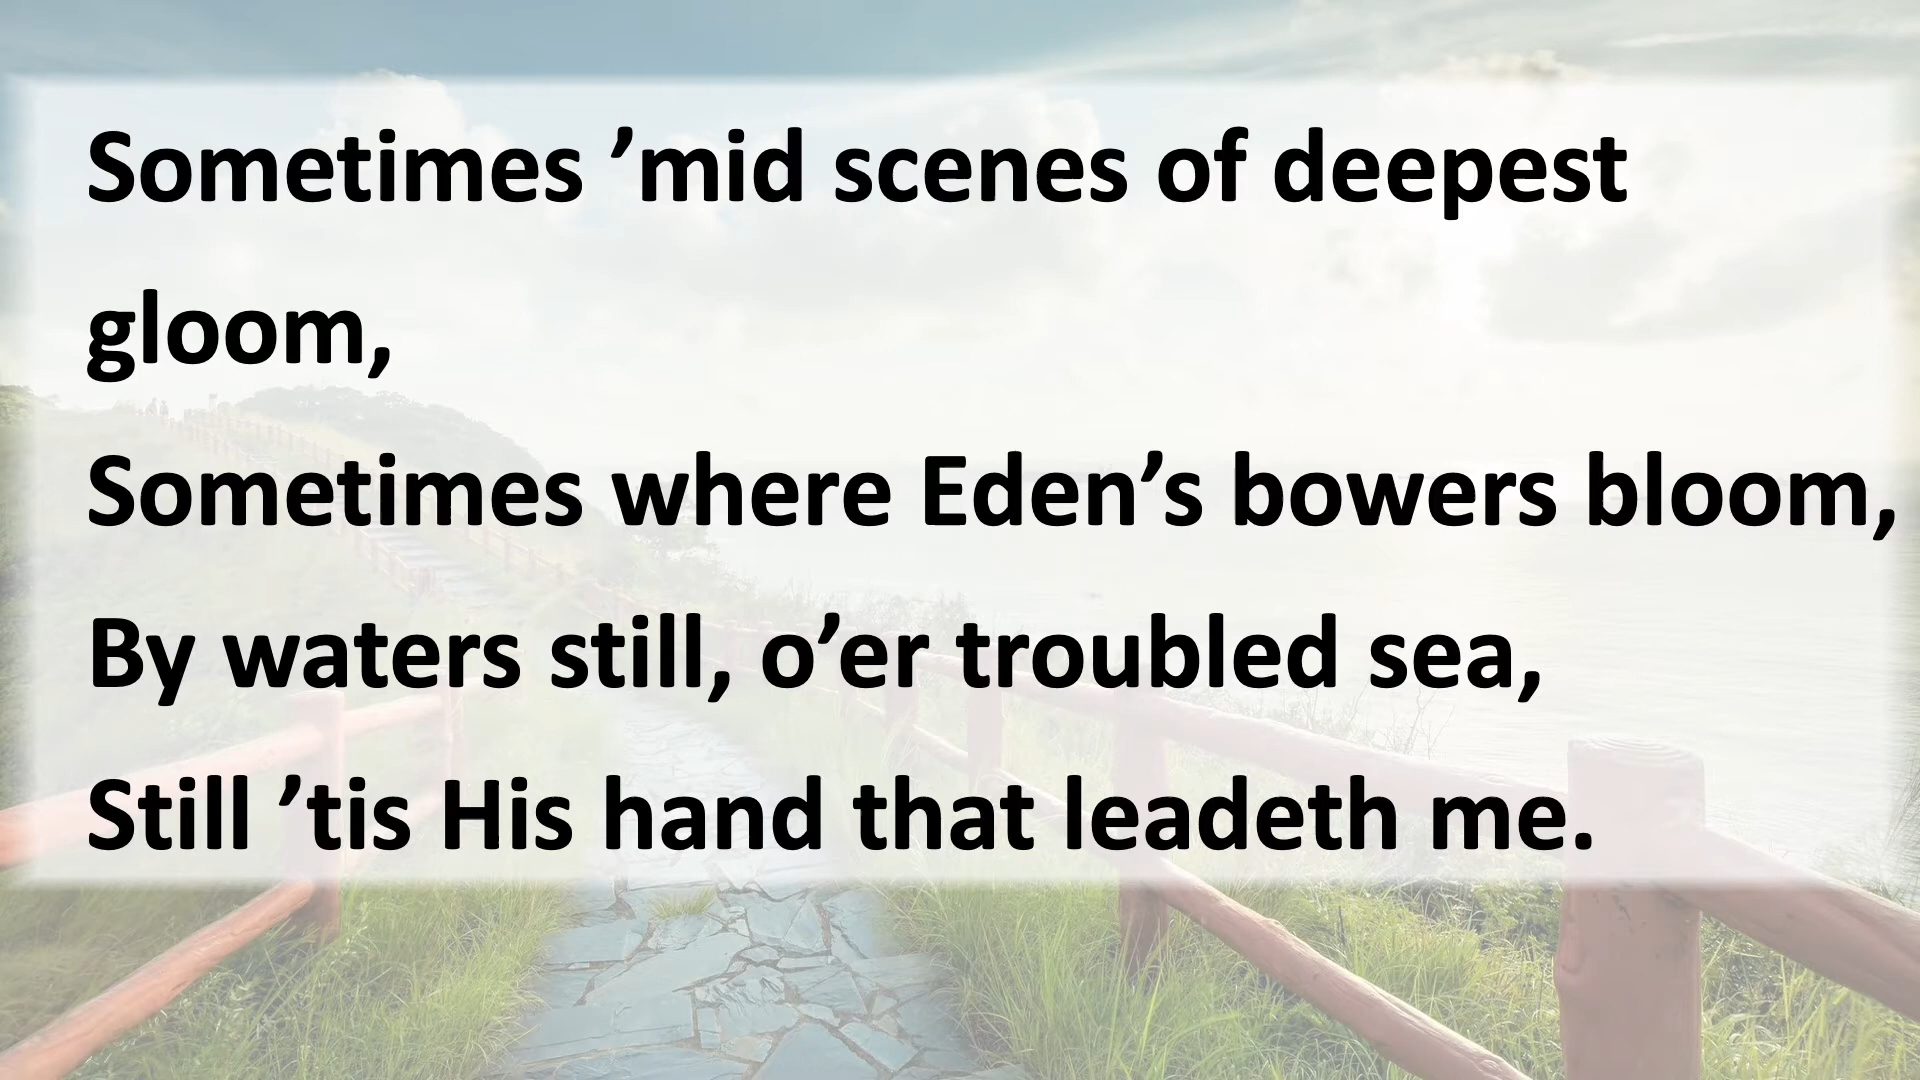 Sometimes ’mid scenes of deepest
gloom,
Sometimes where Eden’s bowers bloom,
By waters still, o’er troubled sea,
Still ’tis His hand that leadeth me.